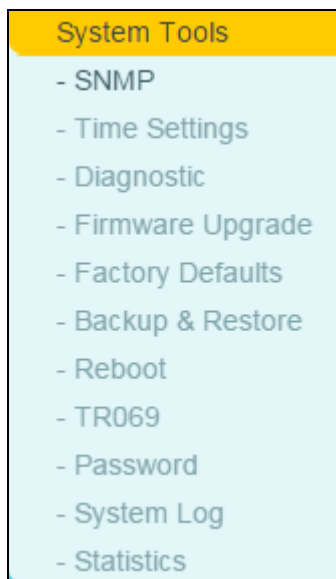 System Tools
- SNMP
- Time Settings
- Diagnostic
- Firmware Upgrade
- Factory Defaults
- Backup & Restore
- Reboot
- TR069
- Password
- System Log
- Statistics